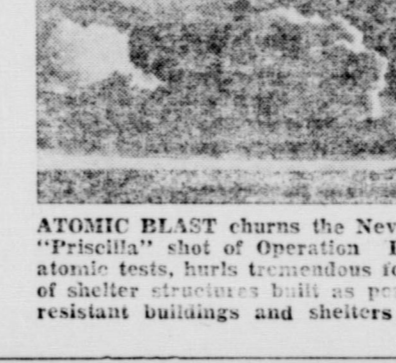 ATOMIC BLAST churns the Nev
"Priscilla" shot of Operation
atomic tests, hurls tremendous fo
of shelter structures built as
resistant buildings and shelters